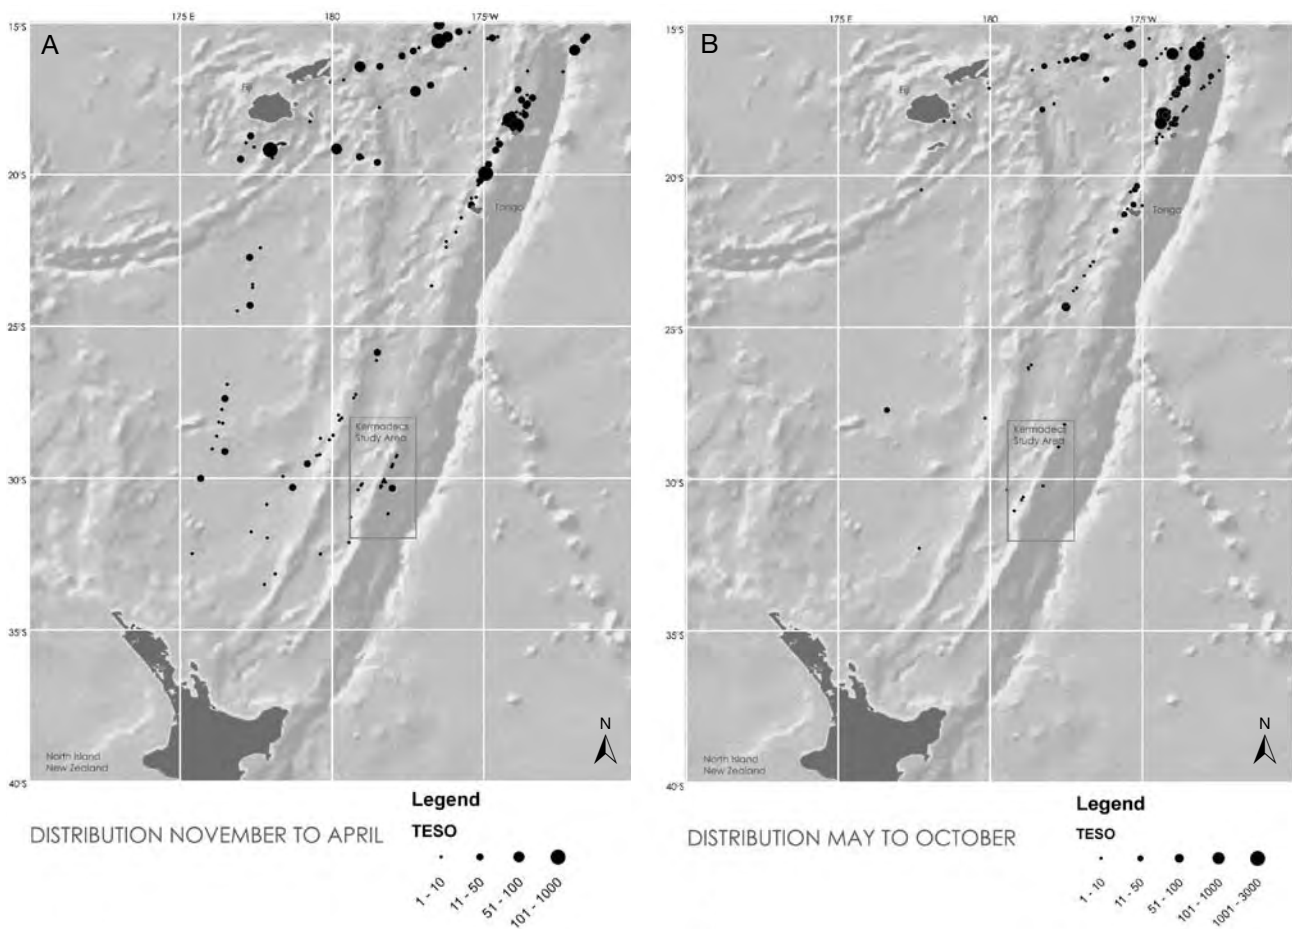 A
175 E
180
175°W
15°S
Fiji
20°S
Tonga
25°S
Kermadecs
Study Area
30°S
35°S
North Island
New Zealand
N
40°S
DISTRIBUTION NOVEMBER TO APRIL
Legend
TESO
1 - 10
11 - 50
51 - 100
101 - 1000
B
175 E
180
175°W
15°S
Fiji
20°S
Tonga
25°S
Kermadecs
Study Area
30°S
35°S
North Island
New Zealand
N
40°S
DISTRIBUTION MAY TO OCTOBER
Legend
TESO
1 - 10
11 - 50
51 - 100
101 - 1000
1001 - 3000